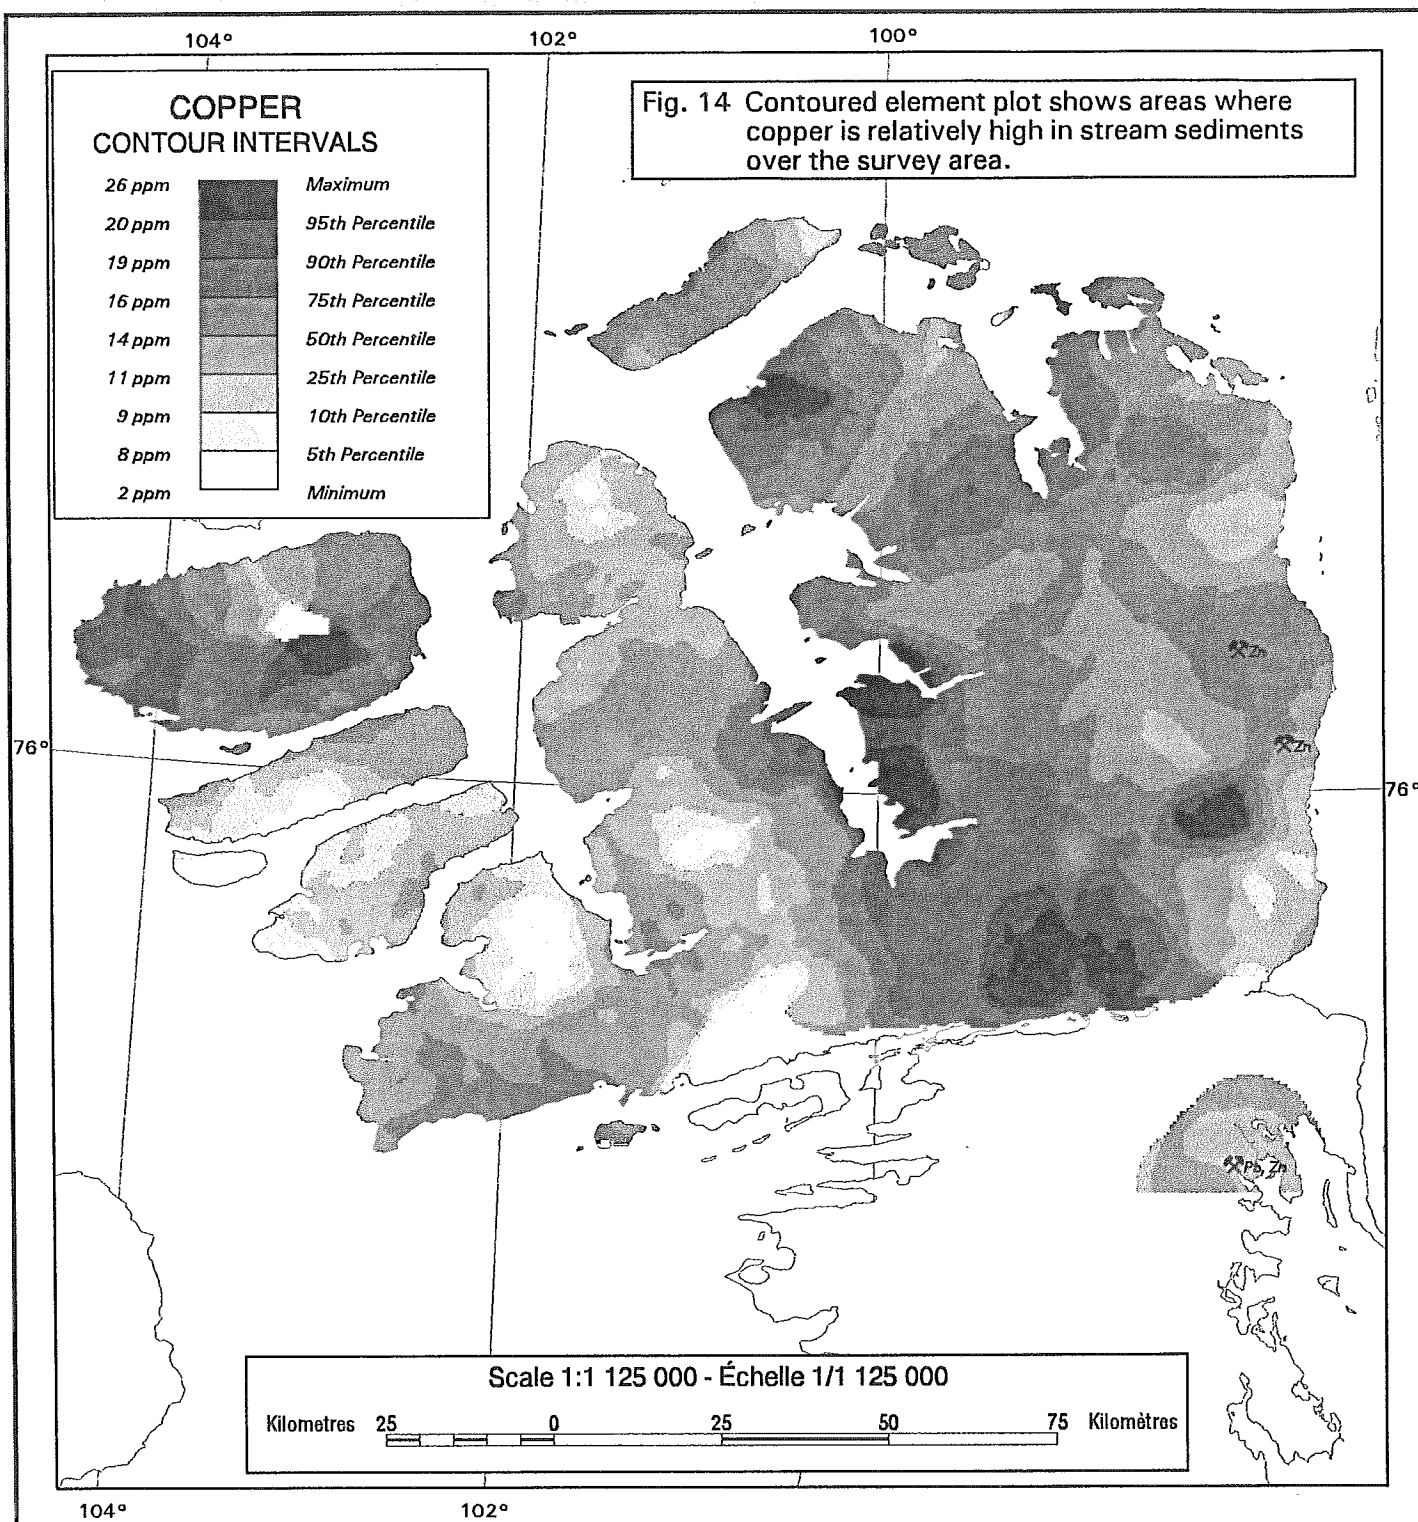 104° 102° 100°
COPPER
CONTOUR INTERVALS
26 ppm Maximum
20 ppm 95th Percentile
19 ppm 90th Percentile
16 ppm 75th Percentile
14 ppm 50th Percentile
11 ppm 25th Percentile
9 ppm 10th Percentile
8 ppm 5th Percentile
2 ppm Minimum
Fig. 14 Contoured element plot shows areas where
copper is relatively high in stream sediments
over the survey area.
Zn
76° Zn
76°
Pb, Zn
Scale 1:1 125 000 - Échelle 1/1 125 000
Kilometres 25 0 25 50 75 Kilomètres
104° 102°